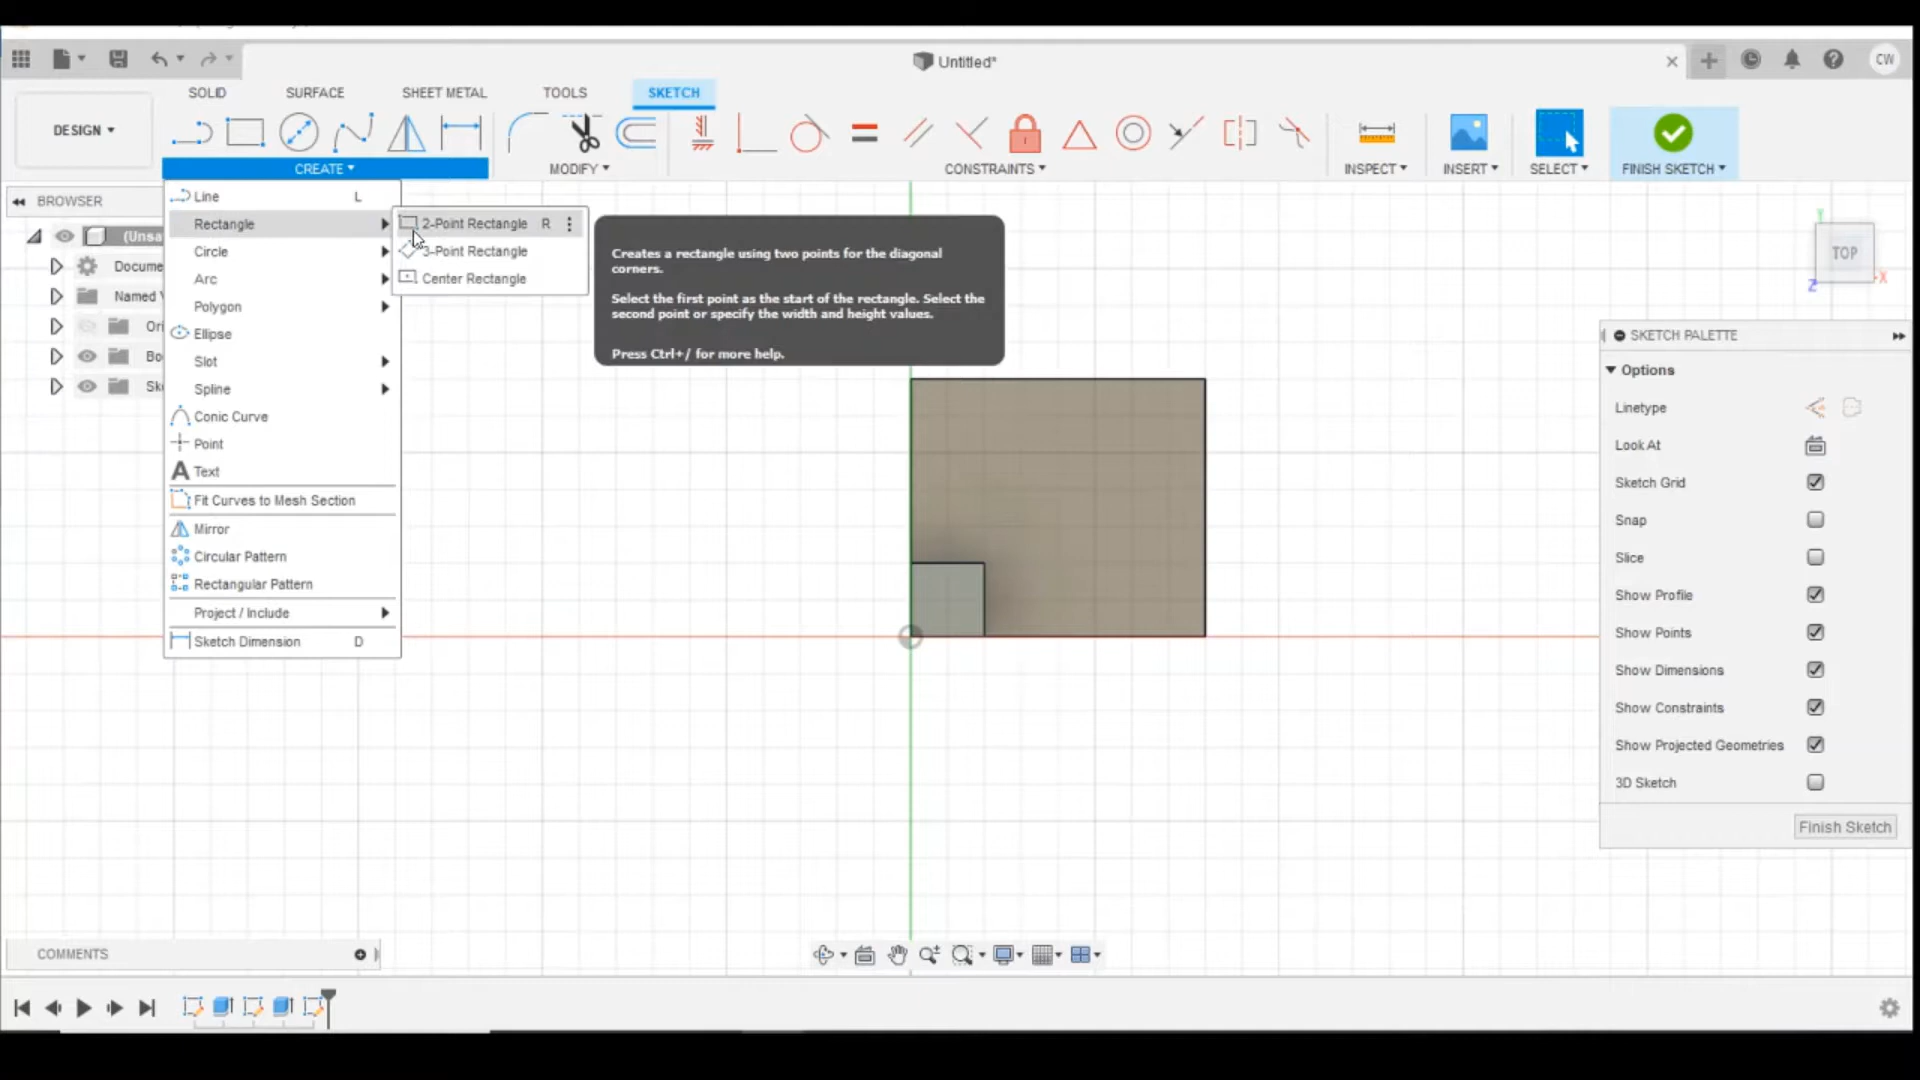 Untitled*
CW
SOLID
SURFACE
SHEET METAL
TOOLS
SKETCH
DESIGN
CREATE
MODIFY
CONSTRAINTS
INSPECT
INSERT
SELECT
FINISH SKETCH
BROWSER
(Unsa
Docume
Named V
Ori
Bo
Ske
Line L
Rectangle
Circle
Arc
Polygon
Ellipse
Slot
Spline
Conic Curve
Point
Text
Fit Curves to Mesh Section
Mirror
Circular Pattern
Rectangular Pattern
Project / Include
Sketch Dimension D
2-Point Rectangle R
3-Point Rectangle
Center Rectangle
Creates a rectangle using two points for the diagonal
corners.
Select the first point as the start of the rectangle. Select the
second point or specify the width and height values.
Press Ctrl+/ for more help.
TOP
Y
X
Z
SKETCH PALETTE
Options
Linetype
Look At
Sketch Grid
Snap
Slice
Show Profile
Show Points
Show Dimensions
Show Constraints
Show Projected Geometries
3D Sketch
Finish Sketch
COMMENTS